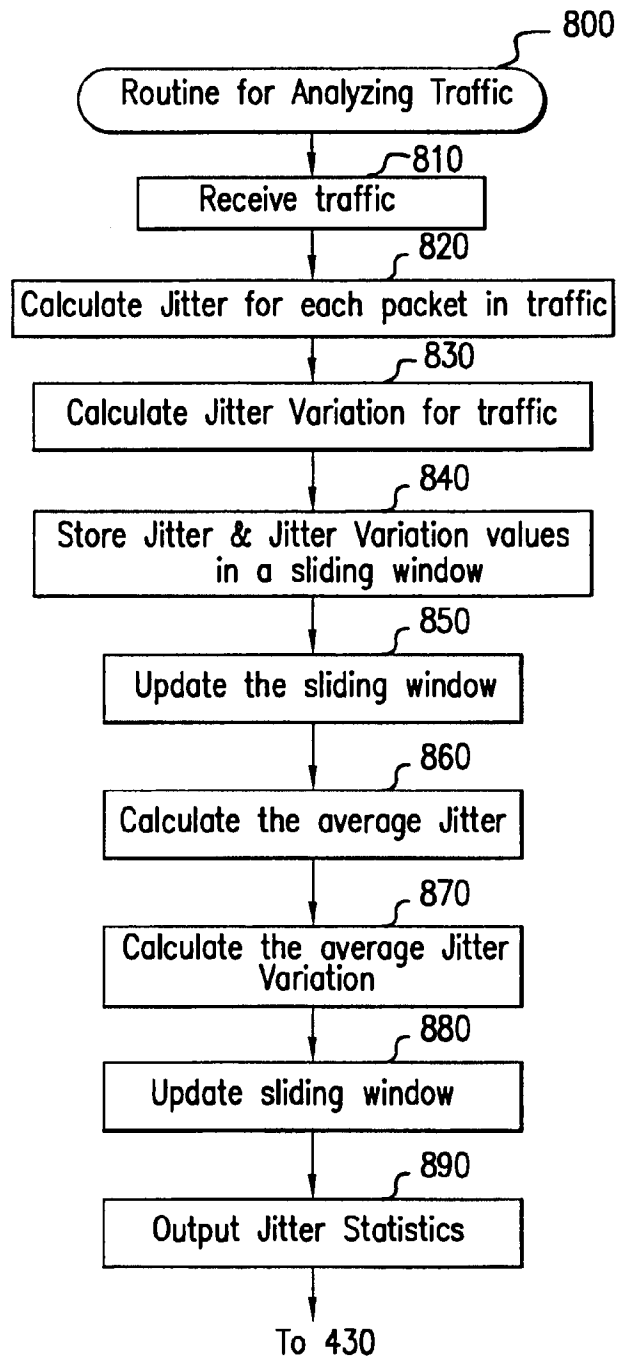 800
Routine for Analyzing Traffic
810
Receive traffic
820
Calculate Jitter for each packet in traffic
830
Calculate Jitter Variation for traffic
840
Store Jitter & Jitter Variation values
in a sliding window
850
Update the sliding window
860
Calculate the average Jitter
870
Calculate the average Jitter
Variation
880
Update sliding window
890
Output Jitter Statistics
To 430